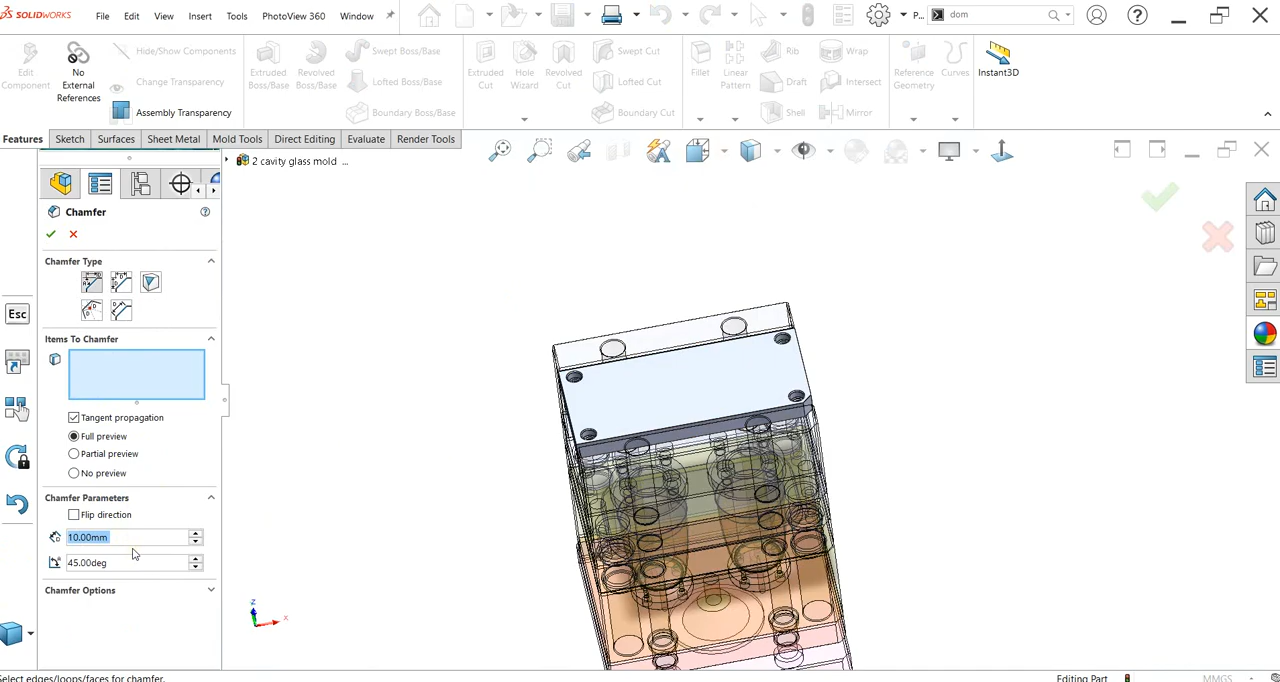 SOLIDWORKS File Edit View Insert Tools PhotoView 360 Window P... dom
Edit Component
No External References
Hide/Show Components
Change Transparency
Assembly Transparency
Extruded Boss/Base
Revolved Boss/Base
Swept Boss/Base
Lofted Boss/Base
Boundary Boss/Base
Extruded Cut
Hole Wizard
Revolved Cut
Swept Cut
Lofted Cut
Boundary Cut
Fillet
Linear Pattern
Rib
Draft
Shell
Wrap
Intersect
Mirror
Reference Geometry
Curves
Instant3D
Features Sketch Surfaces Sheet Metal Mold Tools Direct Editing Evaluate Render Tools
2 cavity glass mold ...
Chamfer
Chamfer Type
Esc
Items To Chamfer
Tangent propagation
Full preview
Partial preview
No preview
Chamfer Parameters
Flip direction
10.00mm
45.00deg
Chamfer Options
z
x
Select edges/loops/faces for chamfer.
Editing Part
MMGS